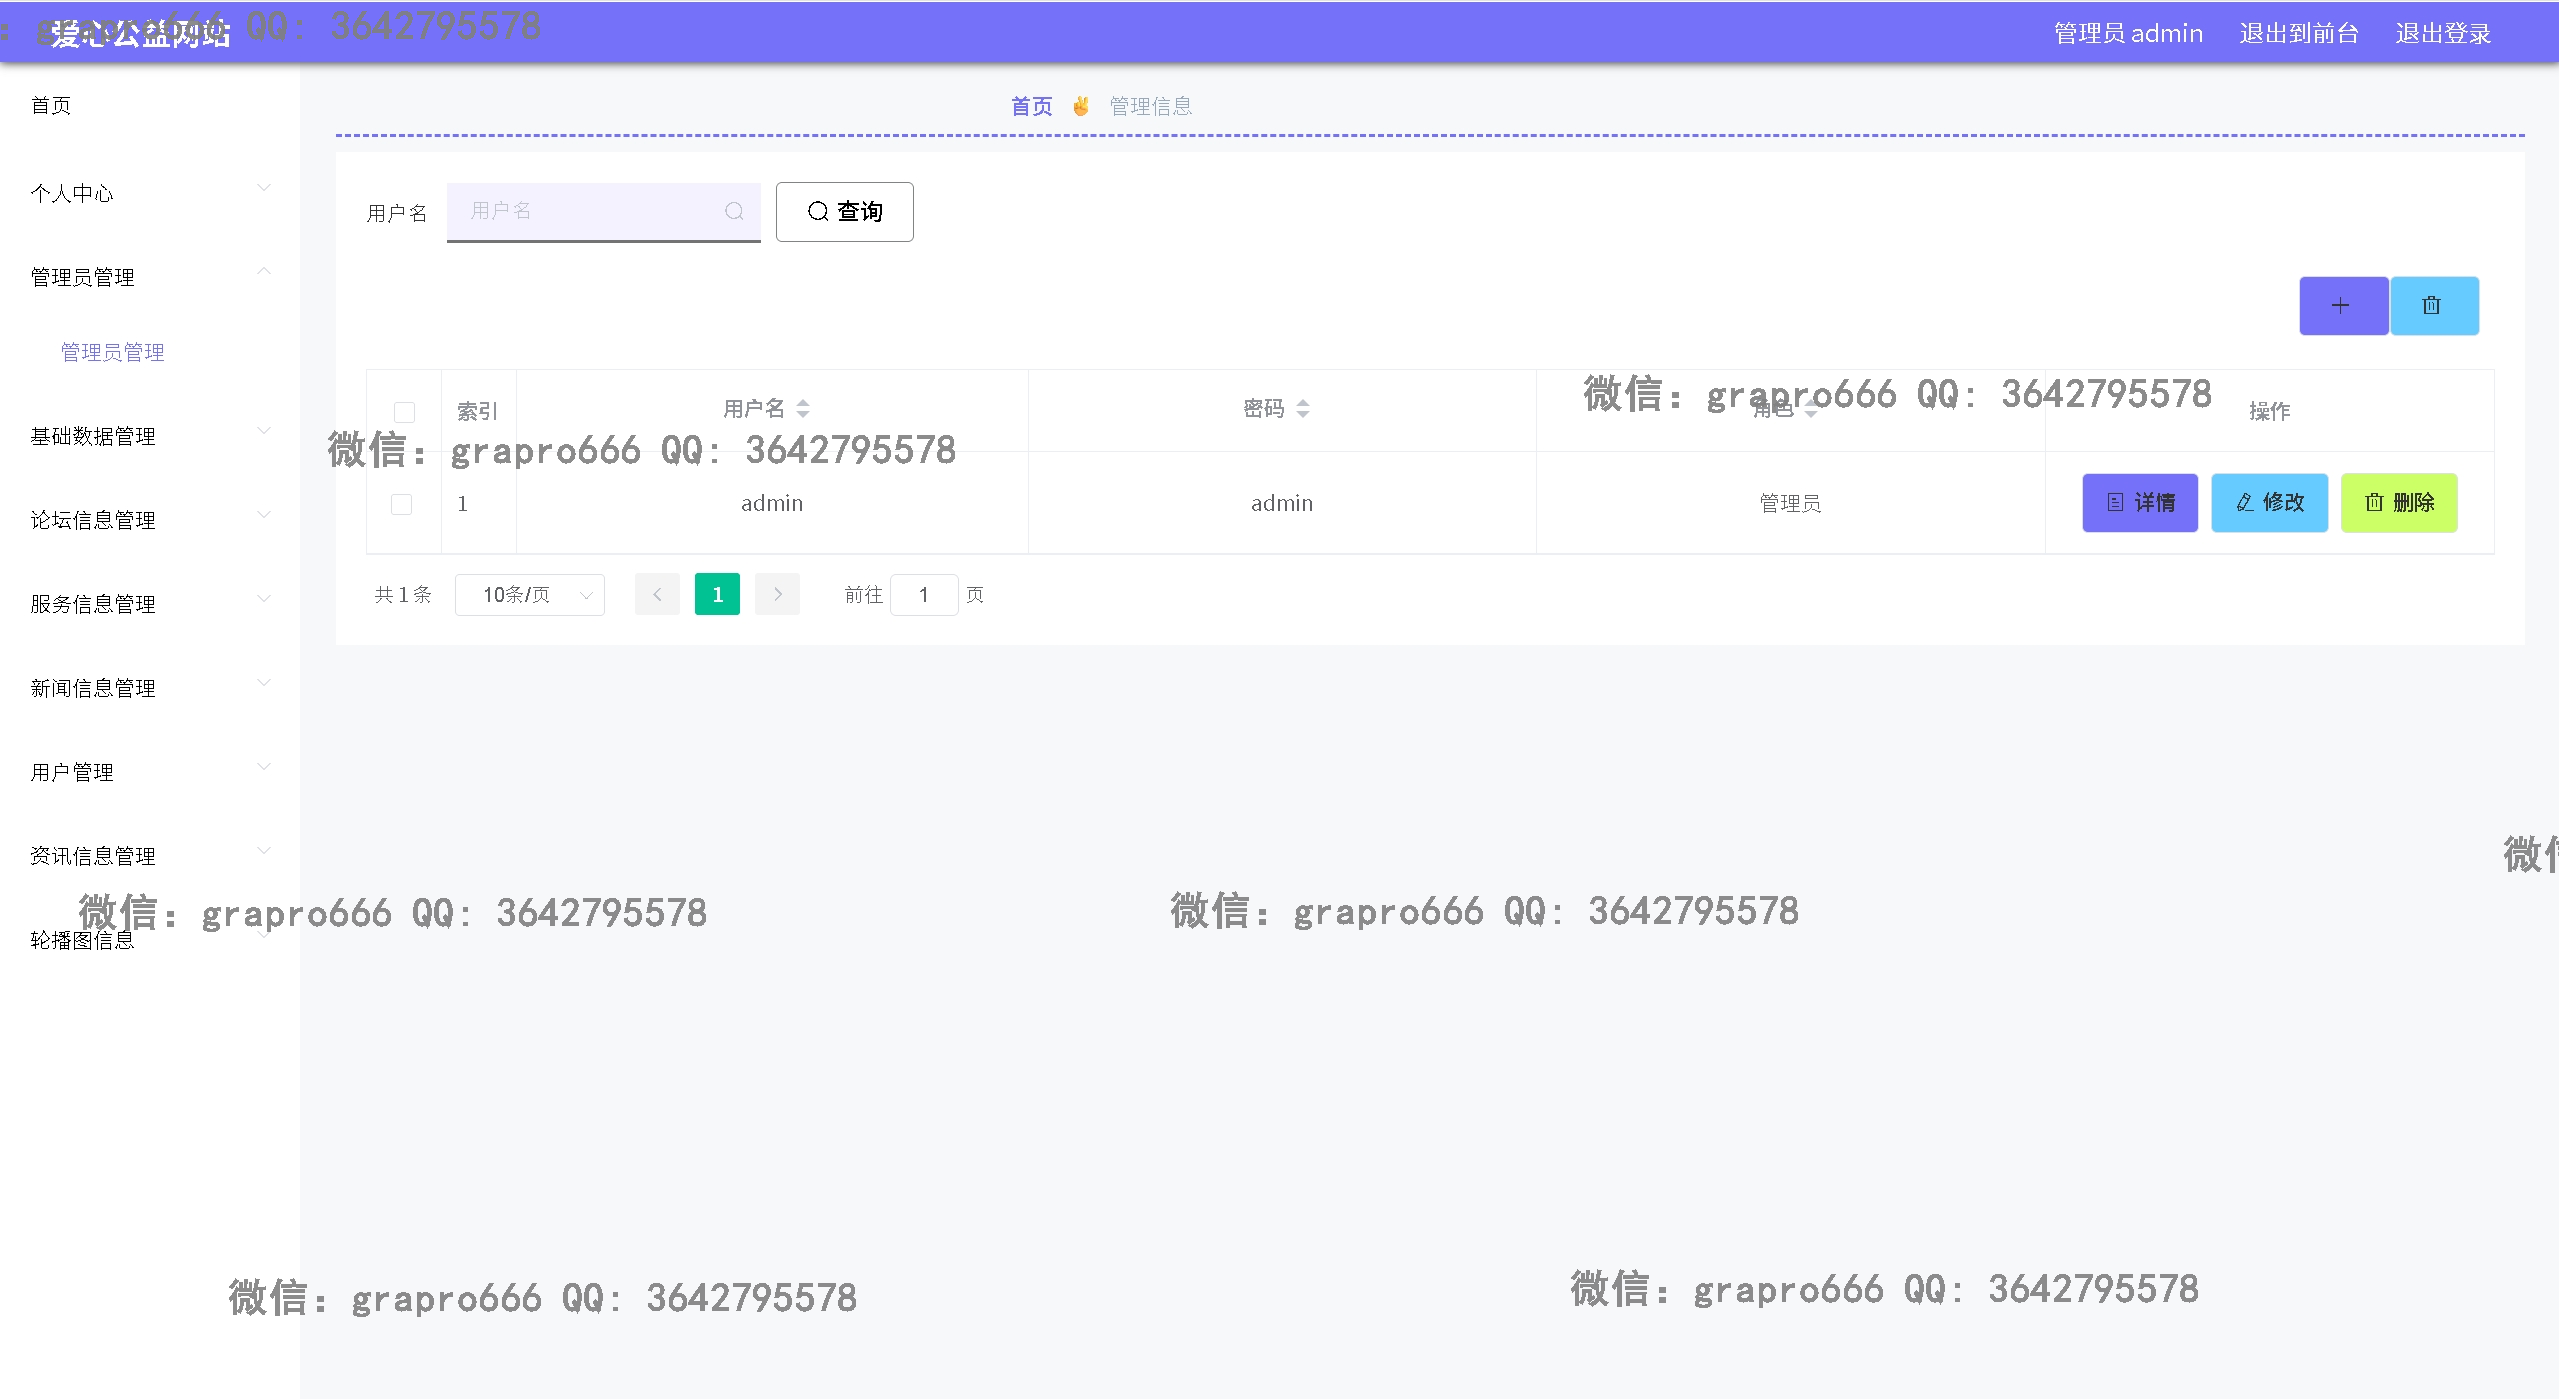 爱心公益网站
管理员 admin 退出到前台 退出登录
: grapro666 QQ: 3642795578
首页
个人中心
管理员管理
管理员管理
基础数据管理
论坛信息管理
服务信息管理
新闻信息管理
用户管理
资讯信息管理
轮播图信息
首页 ✌ 管理信息
用户名 用户名 查询
+
索引 用户名 密码 角色 操作
微信: grapro666 QQ: 3642795578
微信: grapro666 QQ: 3642795578
1 admin admin 管理员 详情 修改 删除
共 1 条 10条/页 < 1 > 前往 1 页
微信
微信: grapro666 QQ: 3642795578
微信: grapro666 QQ: 3642795578
微信: grapro666 QQ: 3642795578
微信: grapro666 QQ: 3642795578